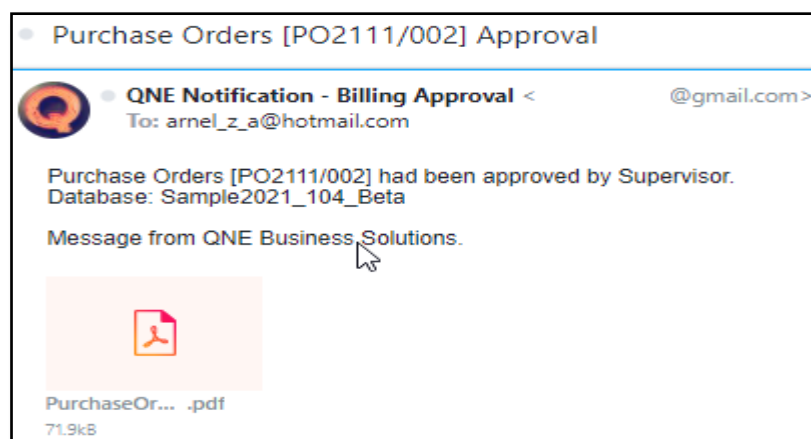 Purchase Orders [PO2111/002] Approval
QNE Notification - Billing Approval < @gmail.com>
To: arnel_z_a@hotmail.com
Purchase Orders [PO2111/002] had been approved by Supervisor.
Database: Sample2021_104_Beta
Message from QNE Business Solutions.
PurchaseOr... .pdf
71.9kB